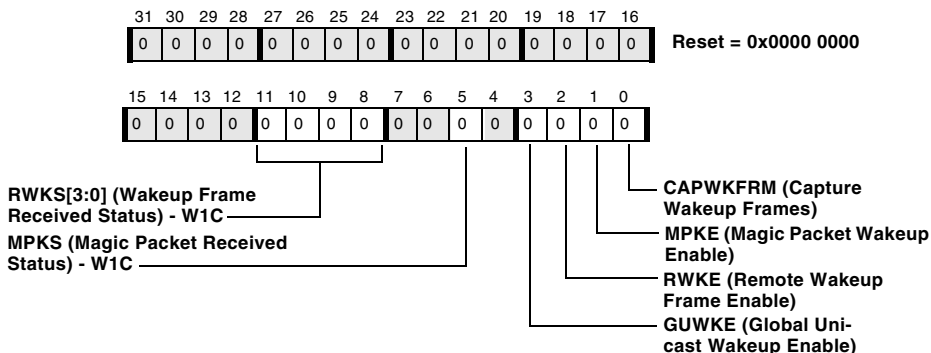 31 30 29 28 27 26 25 24 23 22 21 20 19 18 17 16
0 0 0 0 0 0 0 0 0 0 0 0 0 0 0 0 Reset = 0x0000 0000
15 14 13 12 11 10 9 8 7 6 5 4 3 2 1 0
0 0 0 0 0 0 0 0 0 0 0 0 0 0 0 0
RWKS[3:0] (Wakeup Frame
Received Status) - W1C
MPKS (Magic Packet Received
Status) - W1C
CAPWKFRM (Capture
Wakeup Frames)
MPKE (Magic Packet Wakeup
Enable)
RWKE (Remote Wakeup
Frame Enable)
GUWKE (Global Uni-
cast Wakeup Enable)